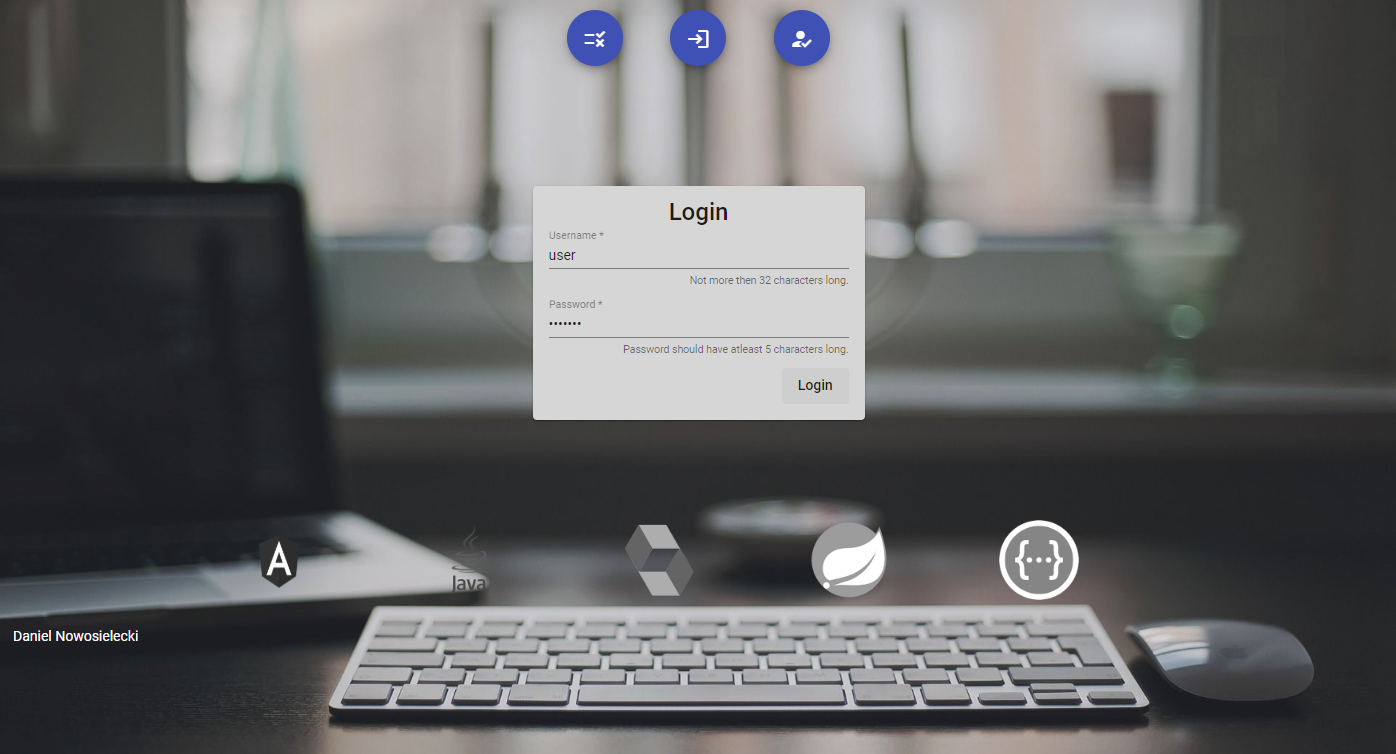 Login
Username *
user
Not more then 32 characters long.
Password *
•••••••
Password should have atleast 5 characters long.
Login
A
Java
{···}
Daniel Nowosielecki